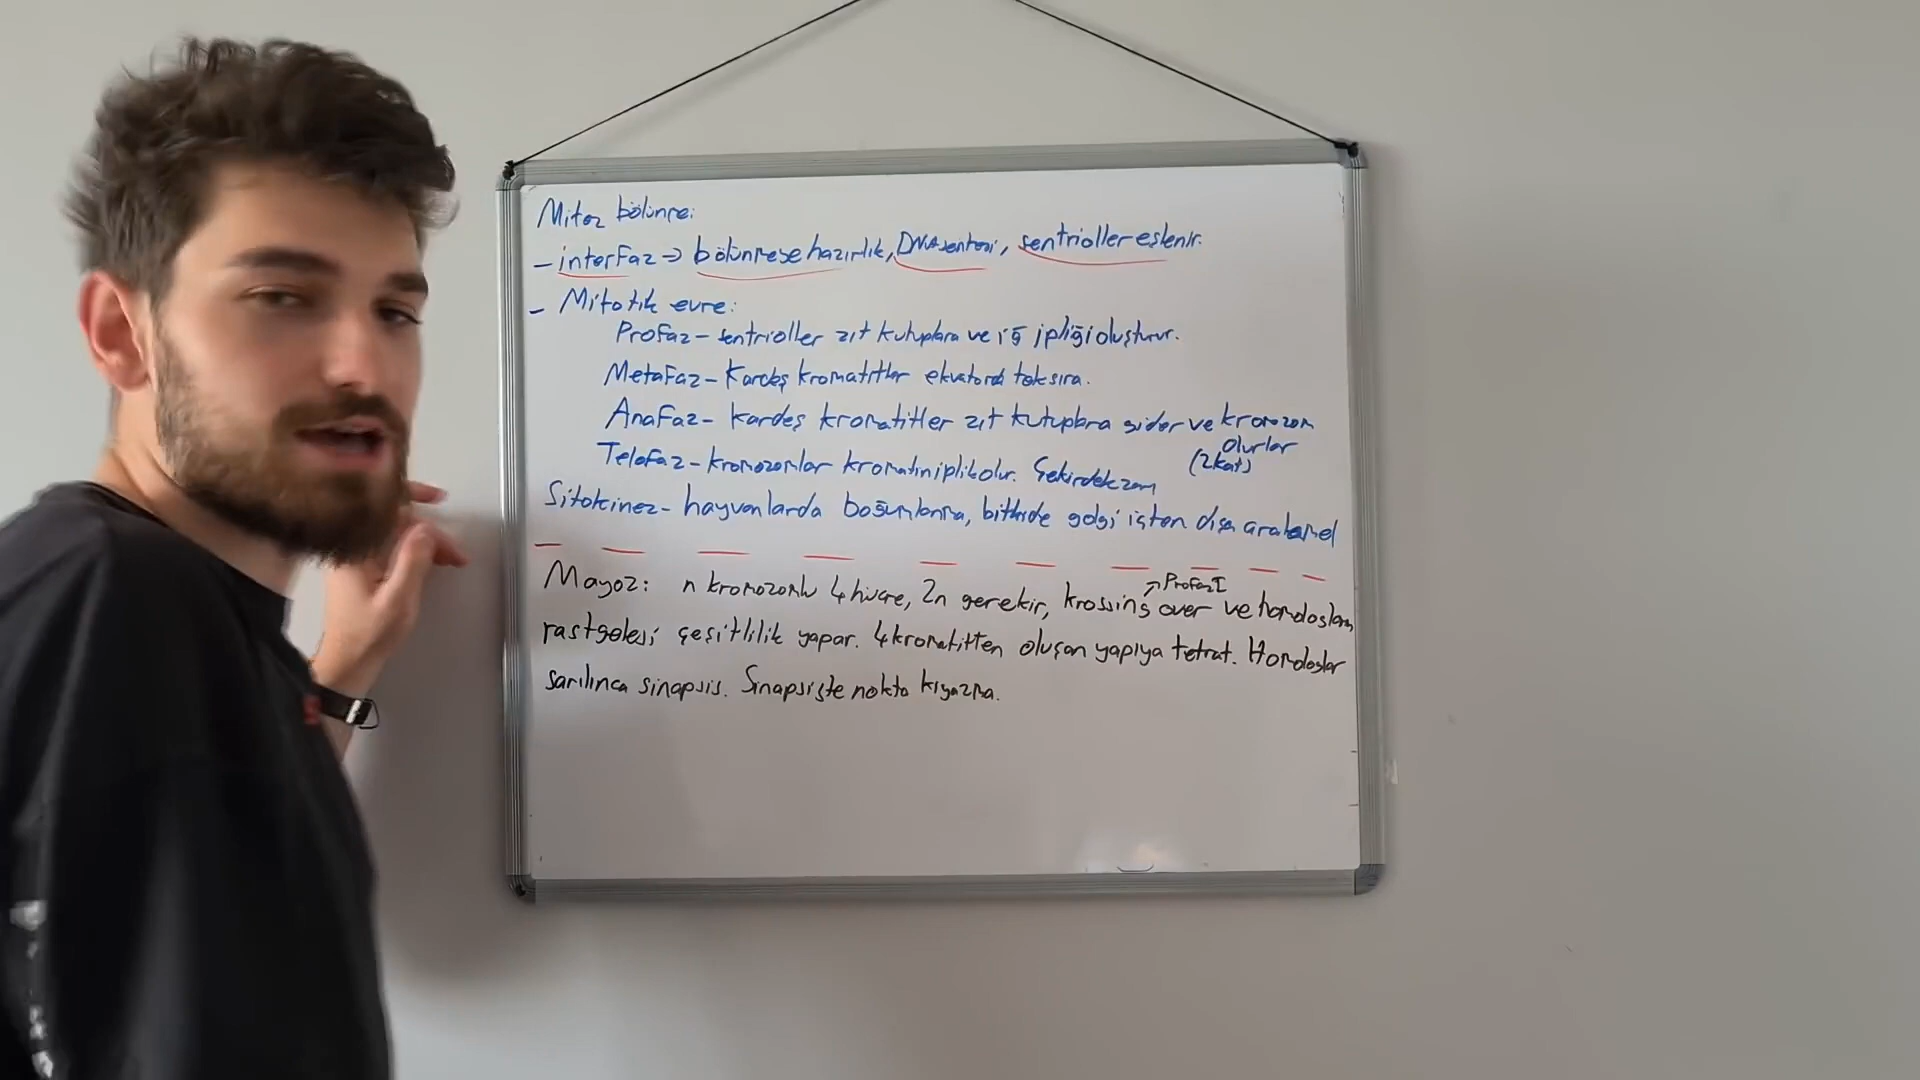 Mitoz bölünme:
- interfaz → bölünmeye hazırlık, DNA sentezi, sentrioller eşlenir.
- Mitotik evre:
Profaz - sentrioller zıt kutuplara ve iğ ipliği oluşturur.
Metafaz - Kardeş kromatitler ekvatoral tek sıra.
Anafaz - kardeş kromatitler zıt kutuplara gider ve kromozom
olurlar
(2kat)
Telofaz - kromozomlar kromatin iplik olur. Çekirdek zarı
Sitokinez - hayvanlarda boğumlanma, bitkide golgi içten dışa ara lamel
→ Profaz I
Mayoz: n kromozomlu 4 hücre, 2n gerekir, krossing over ve homologların
rastgelesi çeşitlilik yapar. 4 kromatitten oluşan yapıya tetrat. Homologlar
sarılınca sinapsis. Sinapsiste nokta kiyazma.